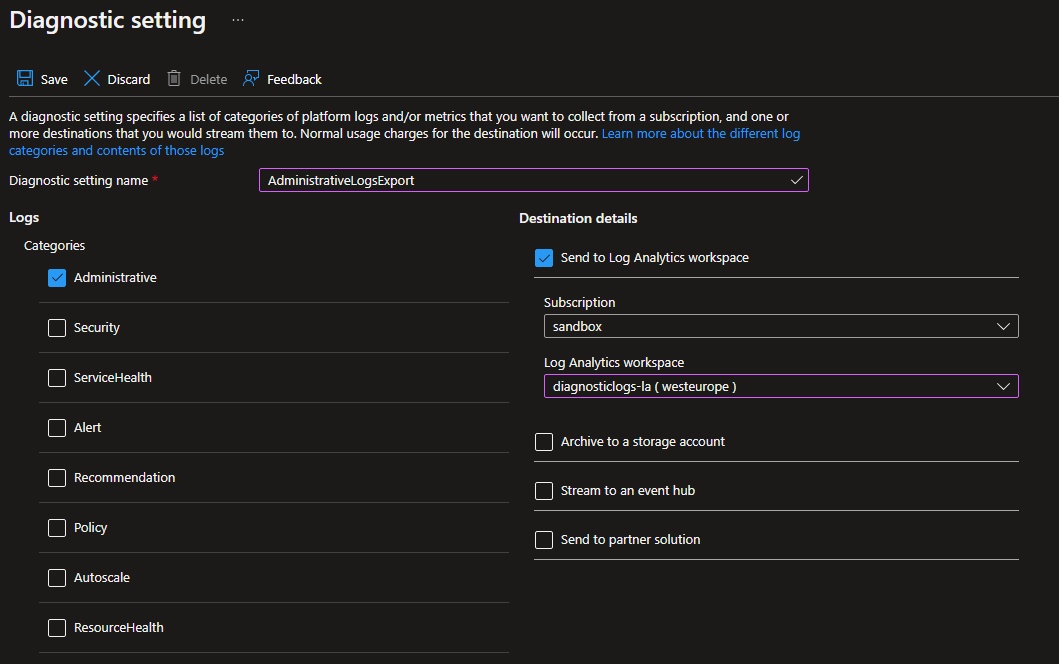 Diagnostic setting ...
Save Discard Delete Feedback
A diagnostic setting specifies a list of categories of platform logs and/or metrics that you want to collect from a subscription, and one or
more destinations that you would stream them to. Normal usage charges for the destination will occur. Learn more about the different log
categories and contents of those logs
Diagnostic setting name * AdministrativeLogsExport
Logs
Categories
Administrative
Security
ServiceHealth
Alert
Recommendation
Policy
Autoscale
ResourceHealth
Destination details
Send to Log Analytics workspace
Subscription
sandbox
Log Analytics workspace
diagnosticlogs-la ( westeurope )
Archive to a storage account
Stream to an event hub
Send to partner solution